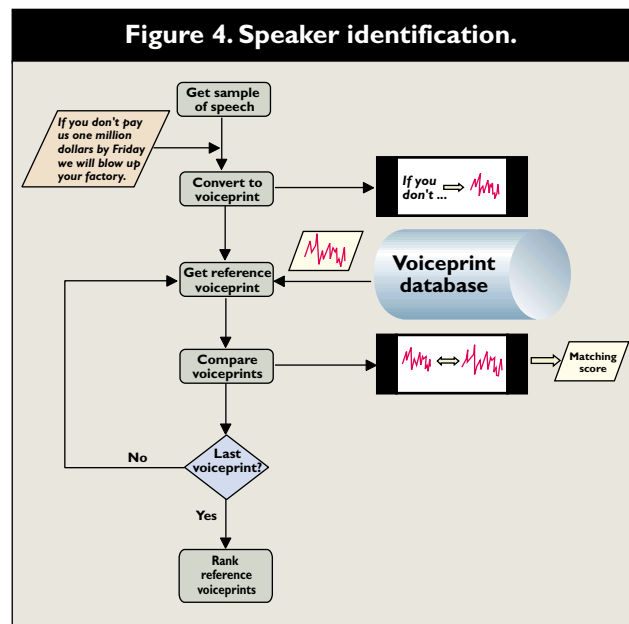 Figure 4. Speaker identification.
Get sample
of speech
If you don't pay
us one million
dollars by Friday
we will blow up
your factory.
Convert to
voiceprint
If you
don't ...
Get reference
voiceprint
Voiceprint
database
Compare
voiceprints
Matching
score
Last
voiceprint?
No
Yes
Rank
reference
voiceprints